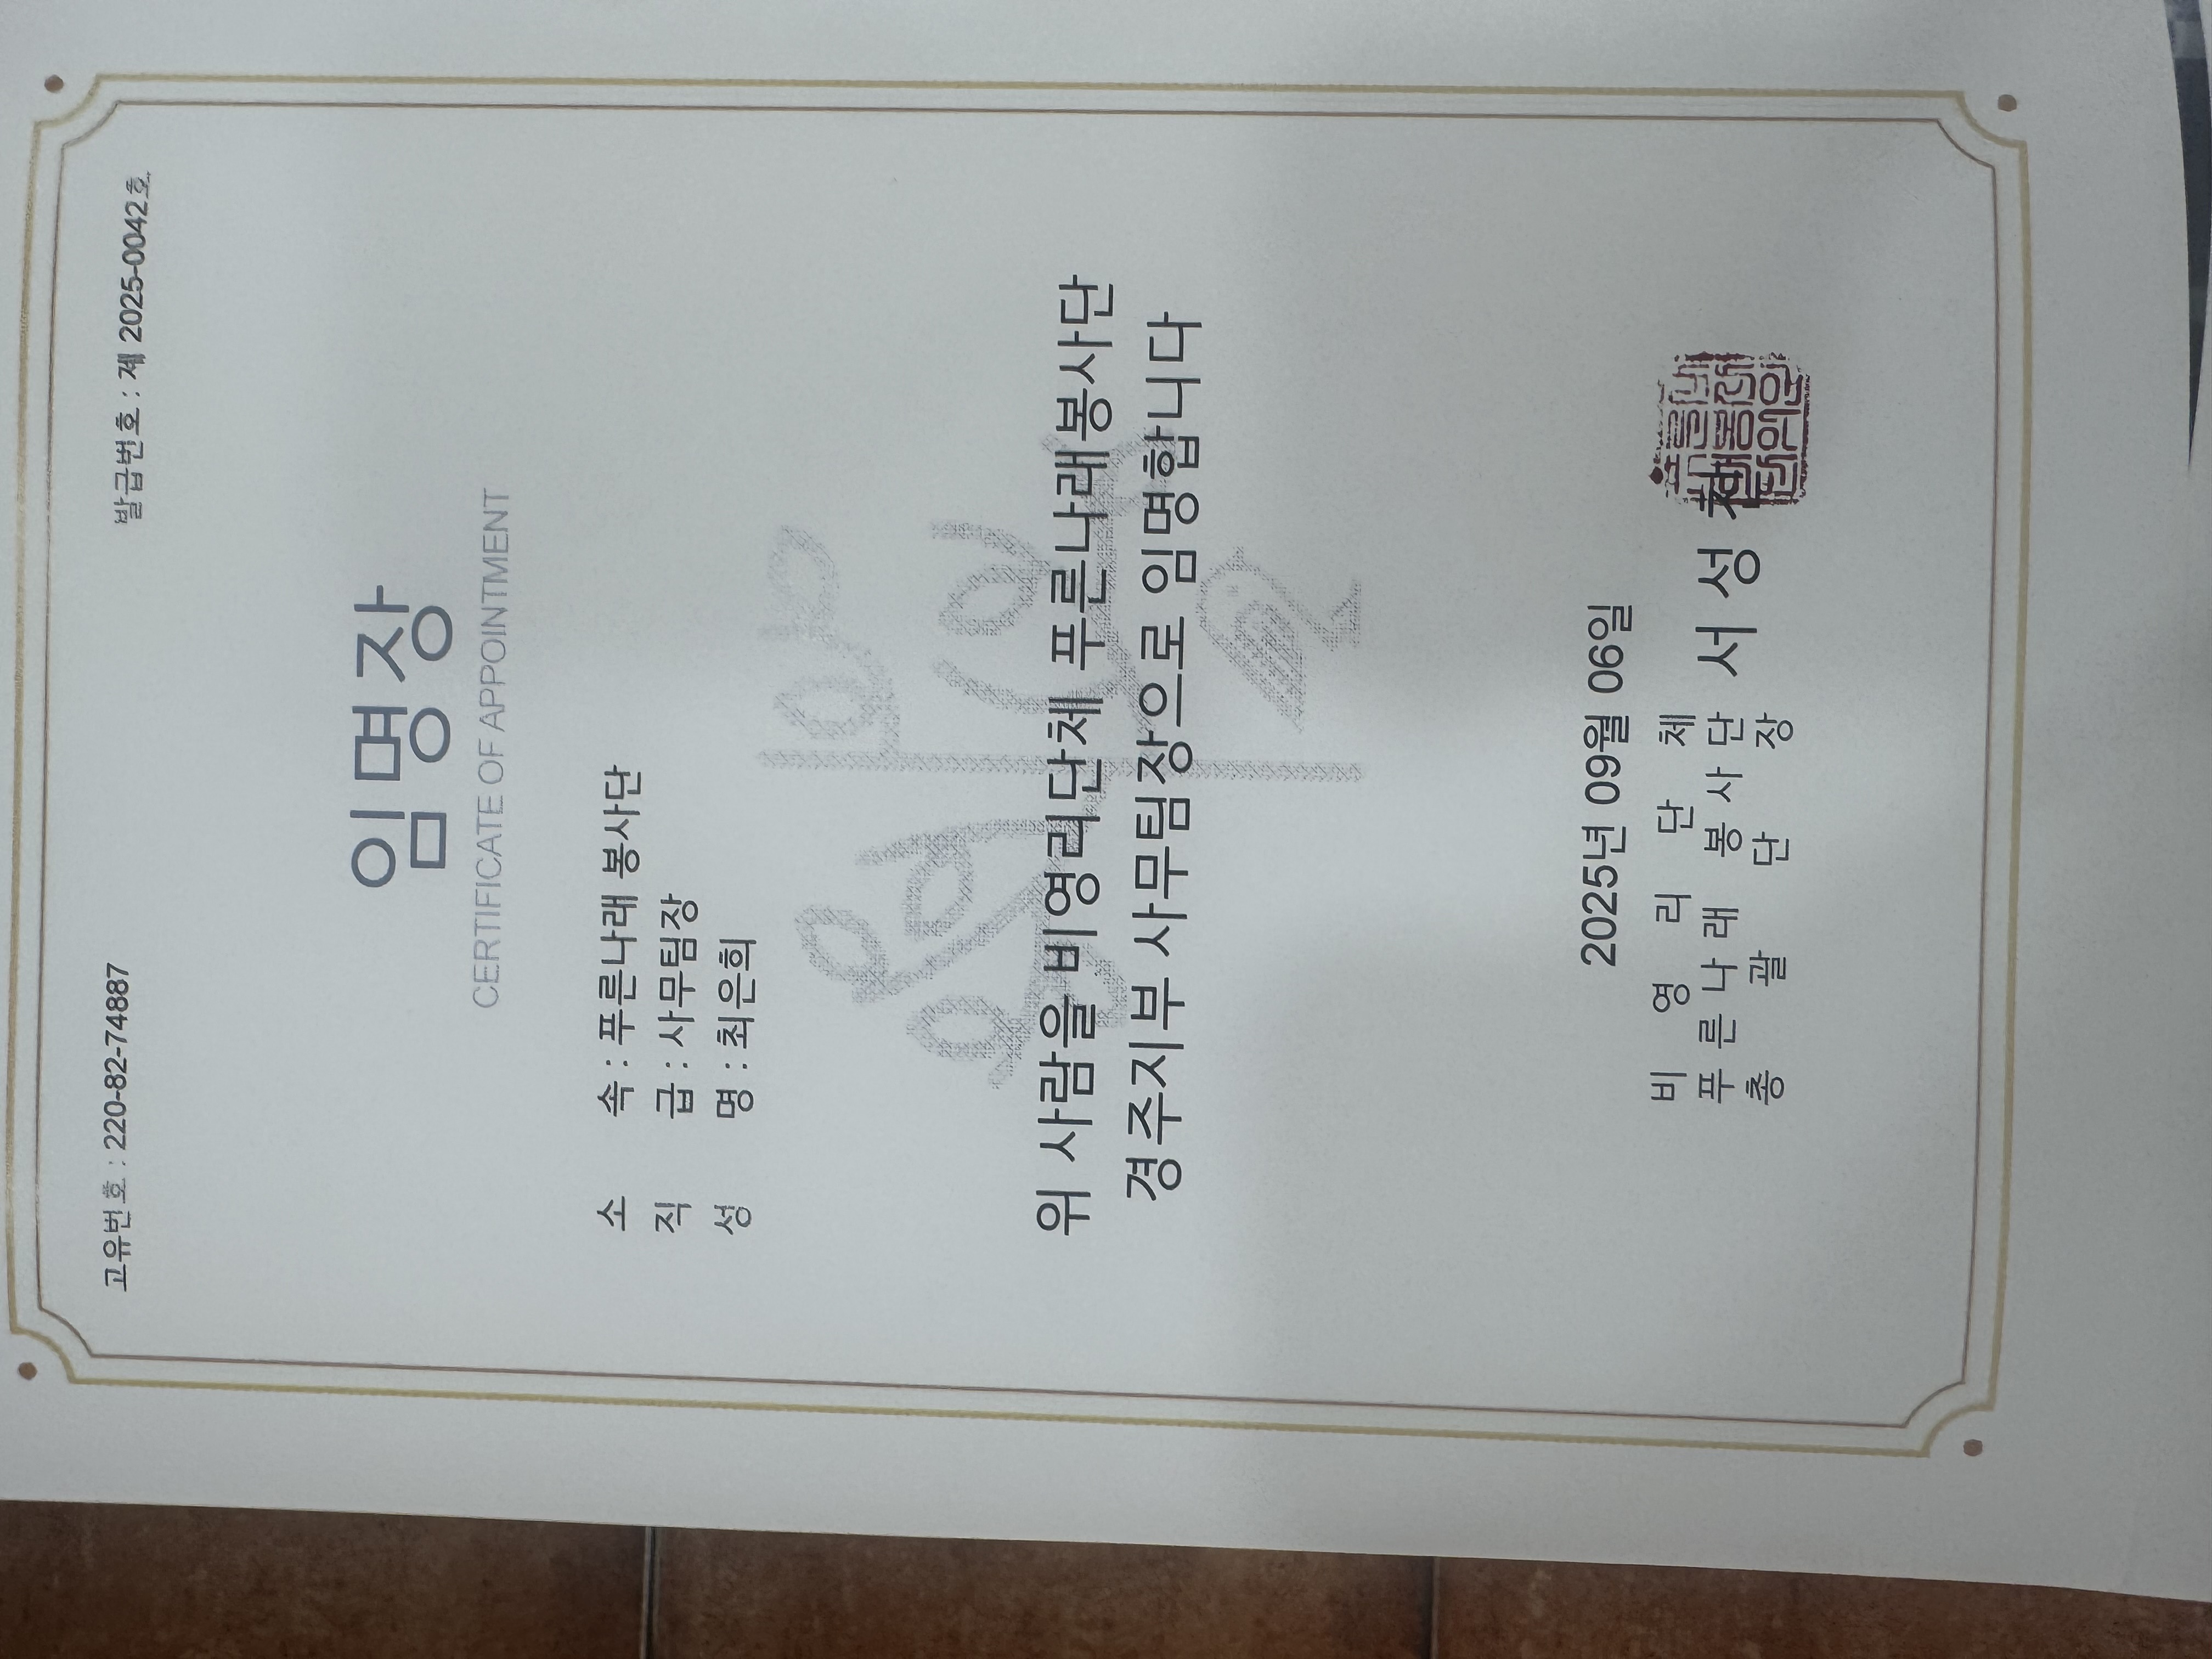 고유번호 : 220-82-74887
발급번호 : 제 2025-0042호
임명장
CERTIFICATE OF APPOINTMENT
소 속 : 푸른나래 봉사단
직 급 : 사무팀장
성 명 : 최은희
위 사람을 비영리단체 푸른나래봉사단
경주지부 사무팀장으로 임명합니다
2025년 09월 06일
비 영 리 단 체
푸 른 나 래 봉 사 단
총 괄 단 장
서 성